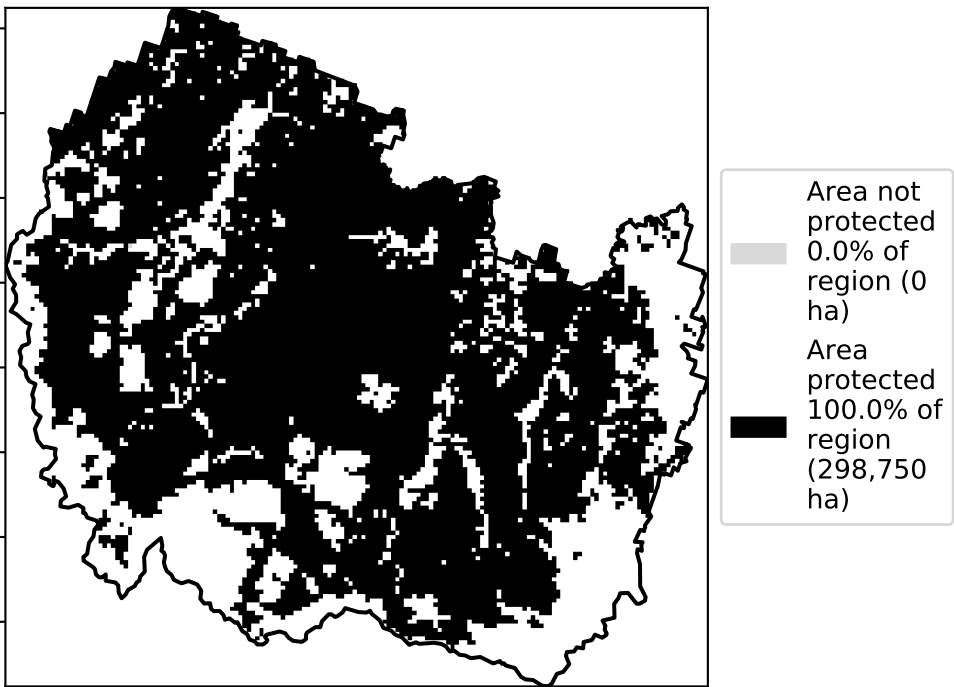 Area not
protected
0.0% of
region (0
ha)
Area
protected
100.0% of
region
(298,750
ha)